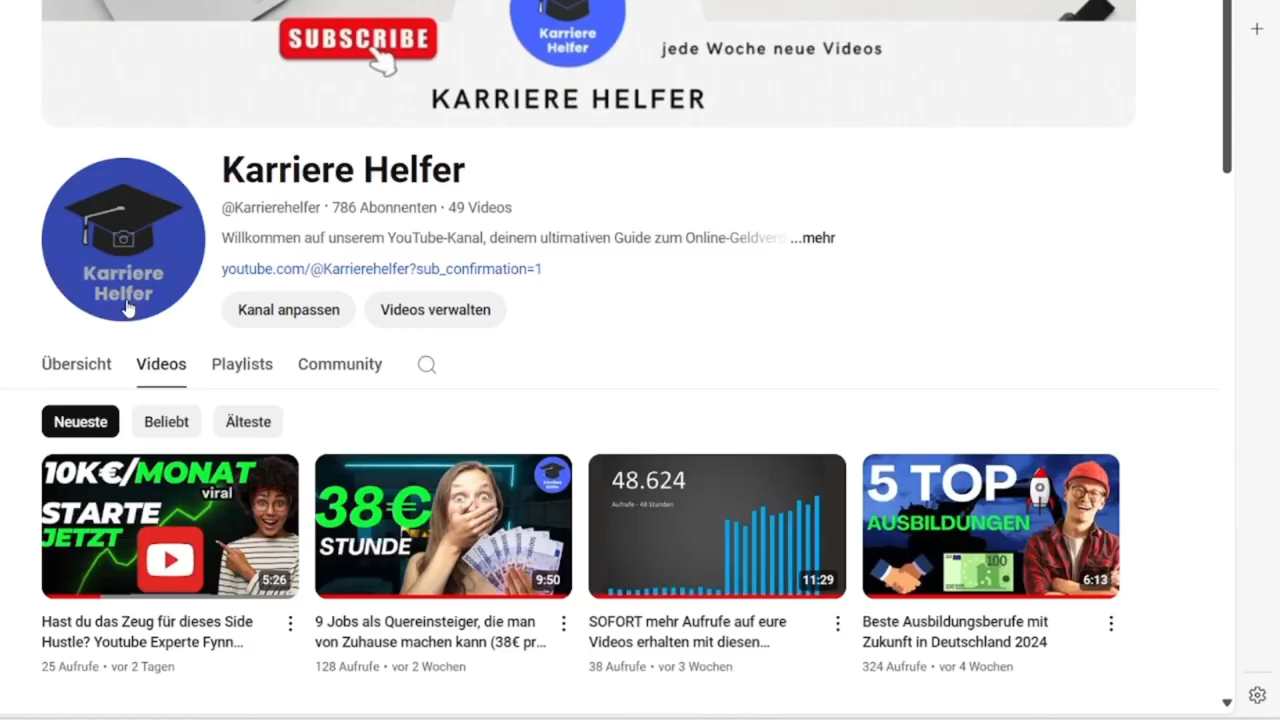 SUBSCRIBE
Karriere
Helfer
jede Woche neue Videos
KARRIERE HELFER
Karriere
Helfer
Karriere Helfer
@Karrierehelfer · 786 Abonnenten · 49 Videos
Willkommen auf unserem YouTube-Kanal, deinem ultimativen Guide zum Online-Geldverd ...mehr
youtube.com/@Karrierehelfer?sub_confirmation=1
Kanal anpassen
Videos verwalten
Übersicht
Videos
Playlists
Community
Neueste
Beliebt
Älteste
10K€/MONAT
viral
STARTE
JETZT
5:26
38€
STUNDE
9:50
48.624
Aufrufe · 48 Stunden
11:29
5 TOP
AUSBILDUNGEN
100
6:13
Hast du das Zeug für dieses Side
Hustle? Youtube Experte Fynn...
25 Aufrufe · vor 2 Tagen
9 Jobs als Quereinsteiger, die man
von Zuhause machen kann (38€ pr...
128 Aufrufe · vor 2 Wochen
SOFORT mehr Aufrufe auf eure
Videos erhalten mit diesen...
38 Aufrufe · vor 3 Wochen
Beste Ausbildungsberufe mit
Zukunft in Deutschland 2024
324 Aufrufe · vor 4 Wochen